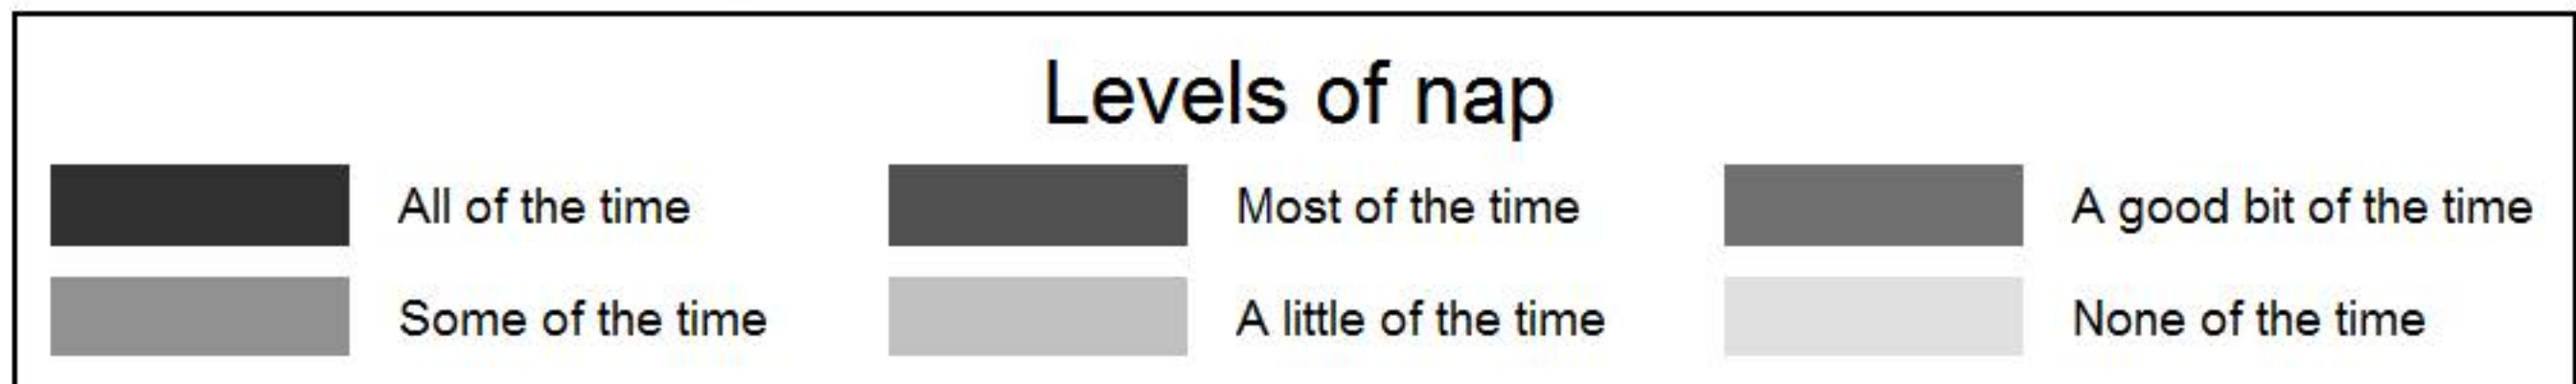 Levels of nap
All of the time Most of the time A good bit of the time
Some of the time A little of the time None of the time